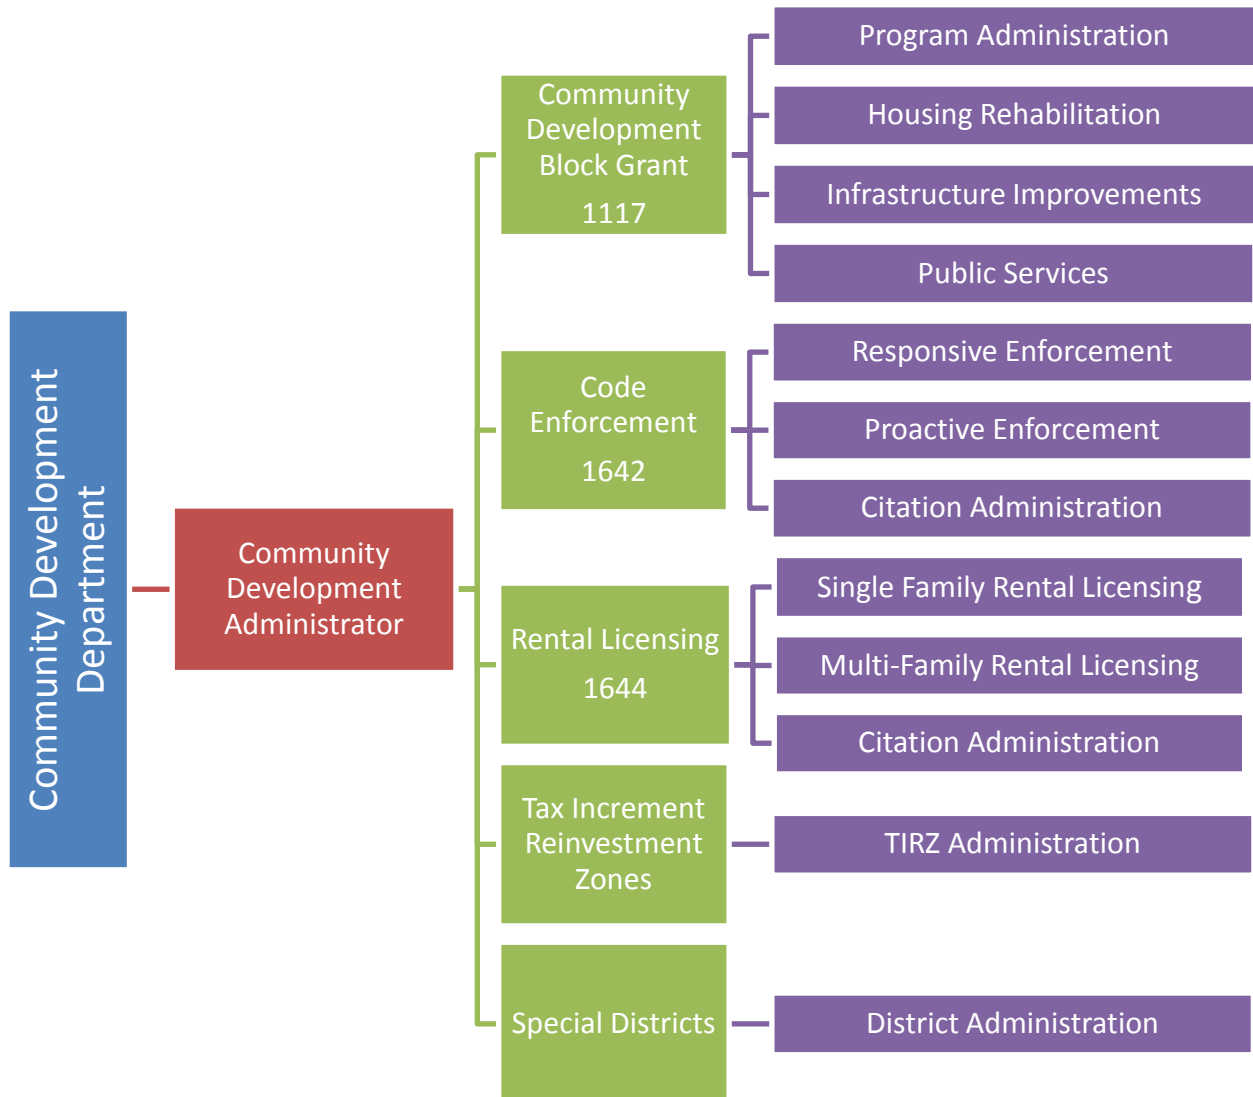 Community Development
Department
Community
Development
Administrator
Community
Development
Block Grant
1117
Program Administration
Housing Rehabilitation
Infrastructure Improvements
Public Services
Code
Enforcement
1642
Responsive Enforcement
Proactive Enforcement
Citation Administration
Rental Licensing
1644
Single Family Rental Licensing
Multi-Family Rental Licensing
Citation Administration
Tax Increment
Reinvestment
Zones
TIRZ Administration
Special Districts
District Administration